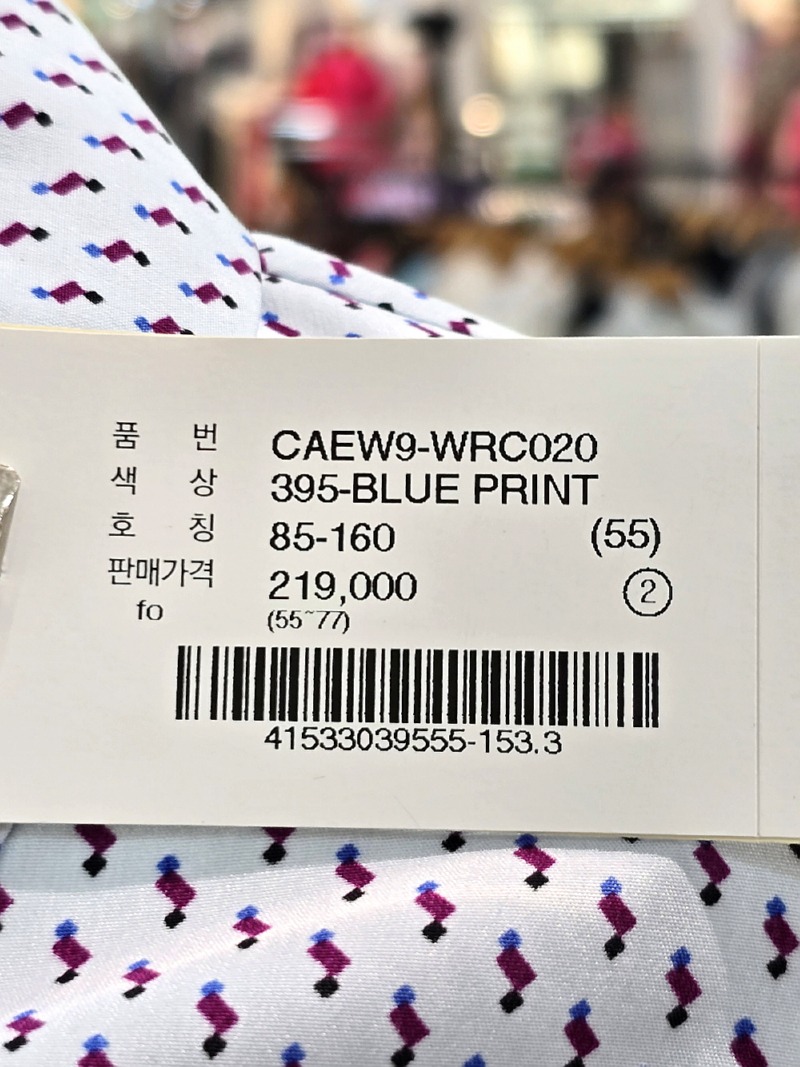 품 번 CAEW9-WRC020
색 상 395-BLUE PRINT
호 칭 85-160 (55)
판매가격 219,000 ②
fo (55~77)
41533039555-153.3